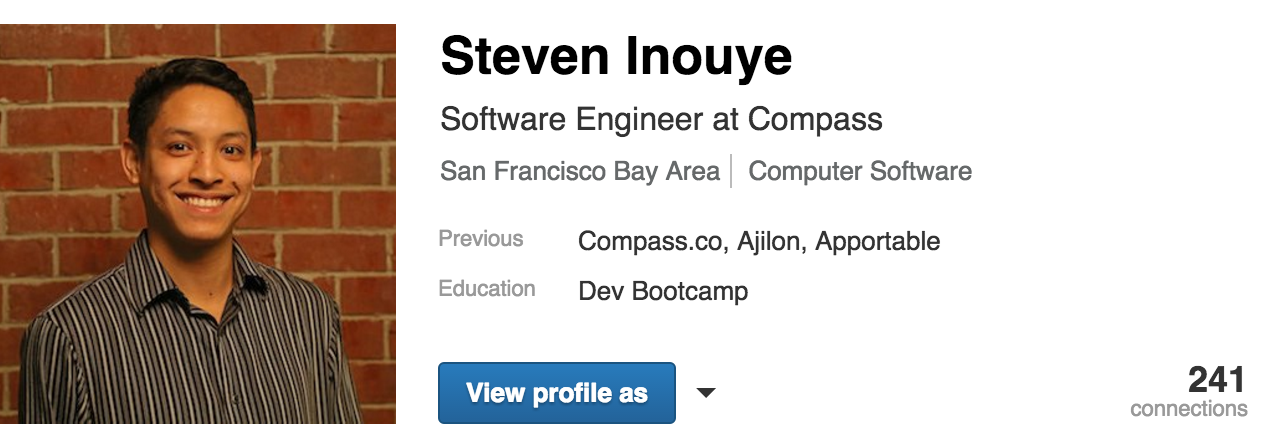 Steven Inouye
Software Engineer at Compass
San Francisco Bay Area | Computer Software
Previous Compass.co, Ajilon, Apportable
Education Dev Bootcamp
View profile as
241
connections